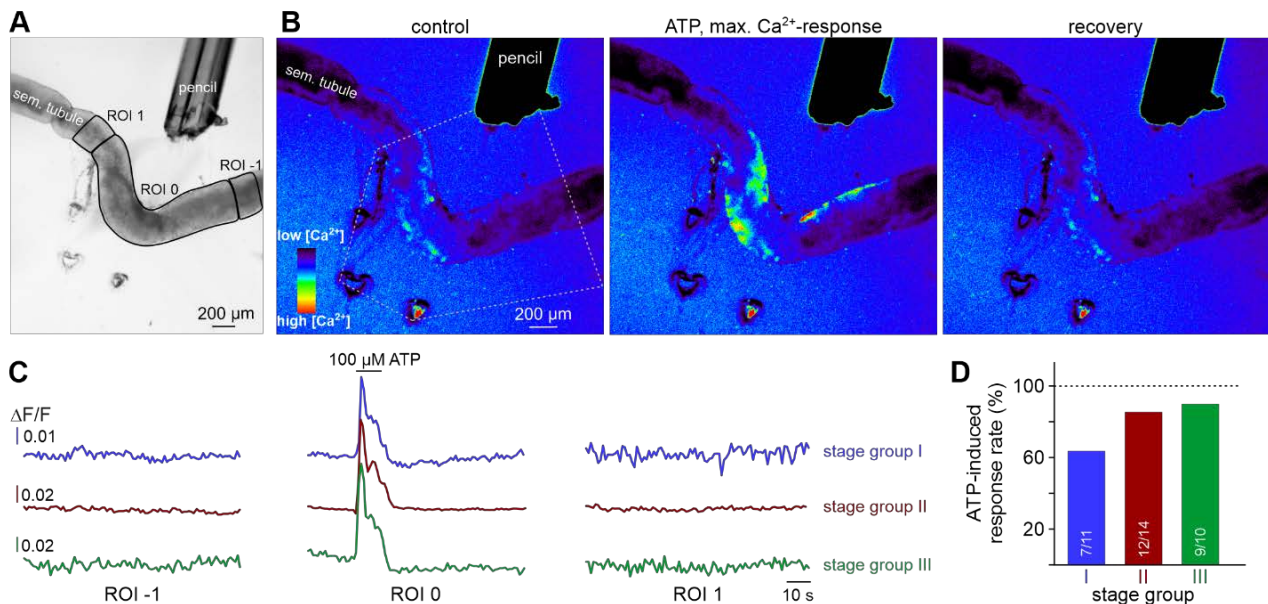 A
sem. tubule
ROI 1
pencil
ROI 0
ROI -1
200 µm
B
control
ATP, max. Ca²⁺-response
recovery
sem. tubule
pencil
low [Ca²⁺]
high [Ca²⁺]
200 µm
C
ΔF/F
0.01
0.02
0.02
100 µM ATP
stage group I
stage group II
stage group III
ROI -1
ROI 0
ROI 1
10 s
D
ATP-induced
response rate (%)
100
60
20
7/11
12/14
9/10
I
II
III
stage group